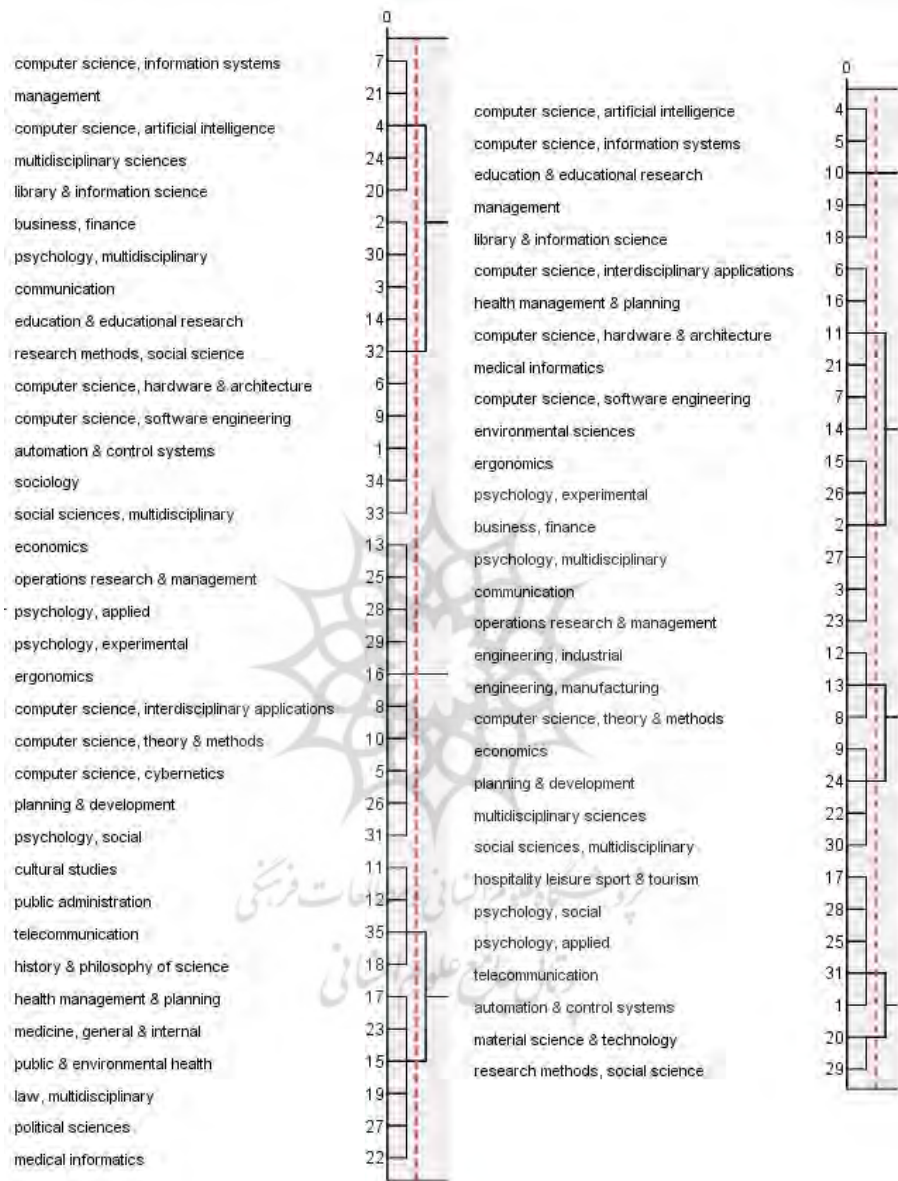 0
computer science, information systems 7
management 21
computer science, artificial intelligence 4
multidisciplinary sciences 24
library & information science 20
business, finance 2
psychology, multidisciplinary 30
communication 3
education & educational research 14
research methods, social science 32
computer science, hardware & architecture 6
computer science, software engineering 9
automation & control systems 1
sociology 34
social sciences, multidisciplinary 33
economics 13
operations research & management 25
psychology, applied 28
psychology, experimental 29
ergonomics 16
computer science, interdisciplinary applications 8
computer science, theory & methods 10
computer science, cybernetics 5
planning & development 26
psychology, social 31
cultural studies 11
public administration 12
telecommunication 35
history & philosophy of science 18
health management & planning 17
medicine, general & internal 23
public & environmental health 15
law, multidisciplinary 19
political sciences 27
medical informatics 22
0
computer science, artificial intelligence 4
computer science, information systems 5
education & educational research 10
management 19
library & information science 18
computer science, interdisciplinary applications 6
health management & planning 16
computer science, hardware & architecture 11
medical informatics 21
computer science, software engineering 7
environmental sciences 14
ergonomics 15
psychology, experimental 26
business, finance 2
psychology, multidisciplinary 27
communication 3
operations research & management 23
engineering, industrial 12
engineering, manufacturing 13
computer science, theory & methods 8
economics 9
planning & development 24
multidisciplinary sciences 22
social sciences, multidisciplinary 30
hospitality leisure sport & tourism 17
psychology, social 28
psychology, applied 25
telecommunication 31
automation & control systems 1
material science & technology 20
research methods, social science 29
پژوهشگاه علوم انسانی و مطالعات فرهنگی
پرتال جامع علوم انسانی